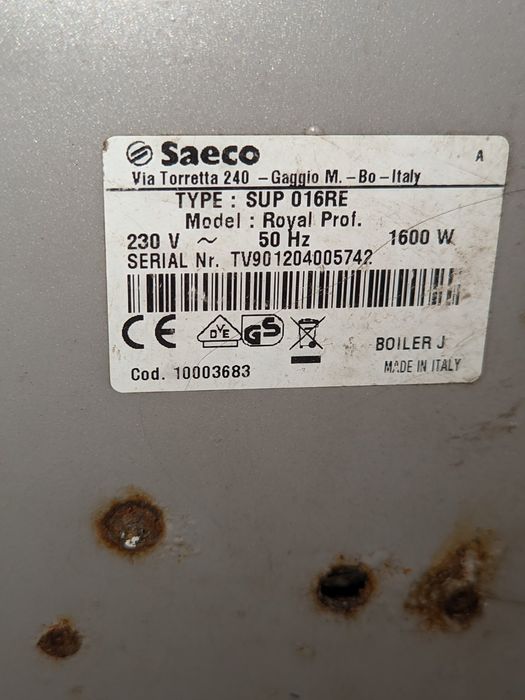 Saeco
A
Via Torretta 240 -Gaggio M. -Bo-Italy
TYPE : SUP 016RE
Model : Royal Prof.
230 V ~ 50 Hz 1600 W
SERIAL Nr. TV901204005742
CE DVE GS
BOILER J
Cod. 10003683
MADE IN ITALY